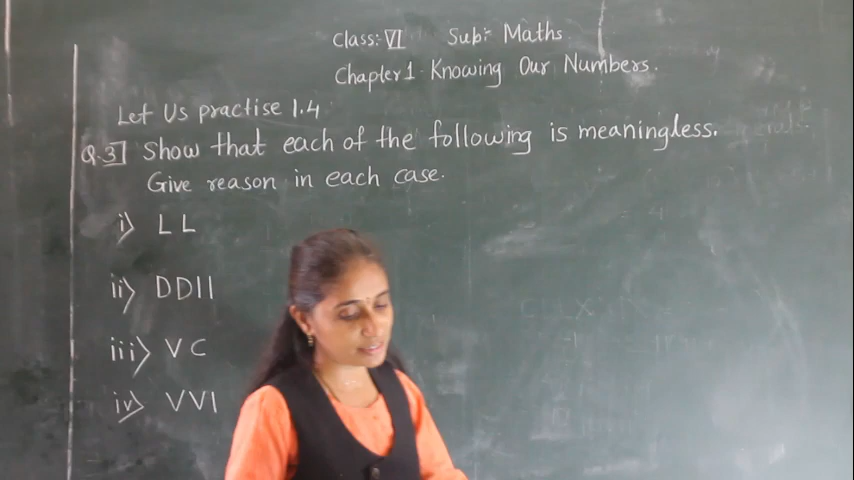 Class: VI Sub:- Maths
Chapter 1. Knowing Our Numbers.
Let Us practise 1.4
Q.3] Show that each of the following is meaningless.
Give reason in each case.
i) LL
ii) DDII
iii) VC
iv) VVI